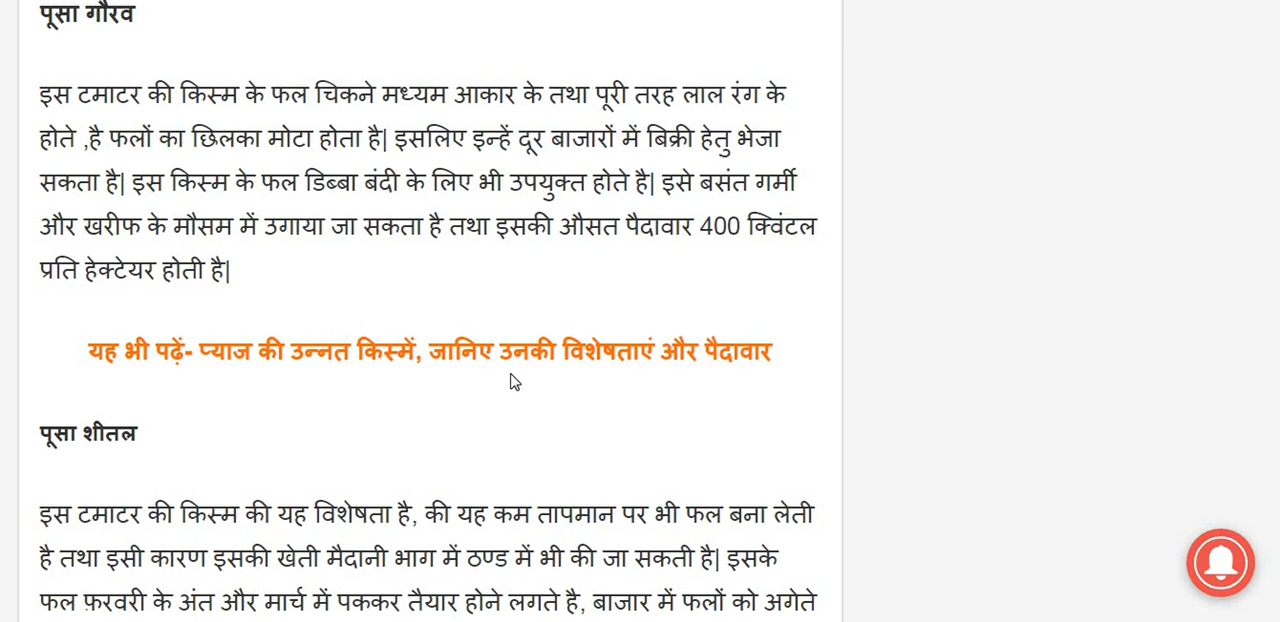 पूसा गौरव
इस टमाटर की किस्म के फल चिकने मध्यम आकार के तथा पूरी तरह लाल रंग के
होते ,है फलों का छिलका मोटा होता है| इसलिए इन्हें दूर बाजारों में बिक्री हेतु भेजा
सकता है| इस किस्म के फल डिब्बा बंदी के लिए भी उपयुक्त होते है| इसे बसंत गर्मी
और खरीफ के मौसम में उगाया जा सकता है तथा इसकी औसत पैदावार 400 क्विंटल
प्रति हेक्टेयर होती है|
यह भी पढ़ें- प्याज की उन्नत किस्में, जानिए उनकी विशेषताएं और पैदावार
पूसा शीतल
इस टमाटर की किस्म की यह विशेषता है, की यह कम तापमान पर भी फल बना लेती
है तथा इसी कारण इसकी खेती मैदानी भाग में ठण्ड में भी की जा सकती है| इसके
फल फ़रवरी के अंत और मार्च में पककर तैयार होने लगते है, बाजार में फलों को अगेते